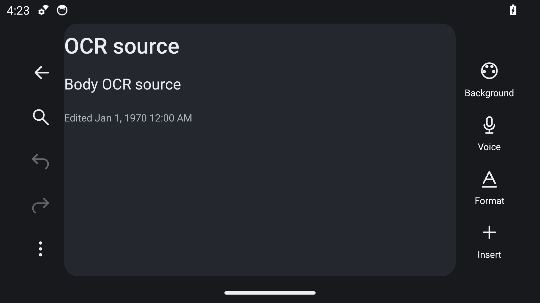 4:23
OCR source
Body OCR source
Edited Jan 1, 1970 12:00 AM
Background
Voice
Format
Insert